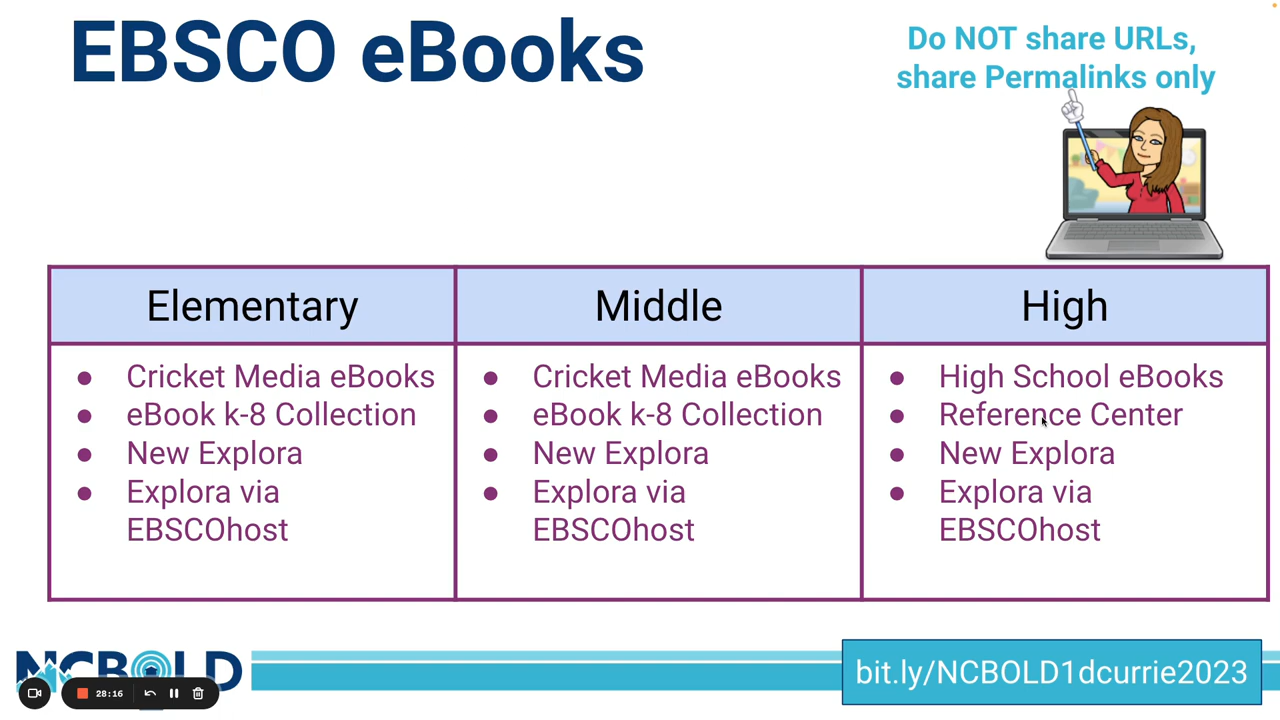 EBSCO eBooks
Do NOT share URLs,
share Permalinks only
Elementary
Middle
High
● Cricket Media eBooks
● eBook k-8 Collection
● New Explora
● Explora via
EBSCOhost
● Cricket Media eBooks
● eBook k-8 Collection
● New Explora
● Explora via
EBSCOhost
● High School eBooks
● Reference Center
● New Explora
● Explora via
EBSCOhost
NCBOLD
28:16
bit.ly/NCBOLD1dcurrie2023